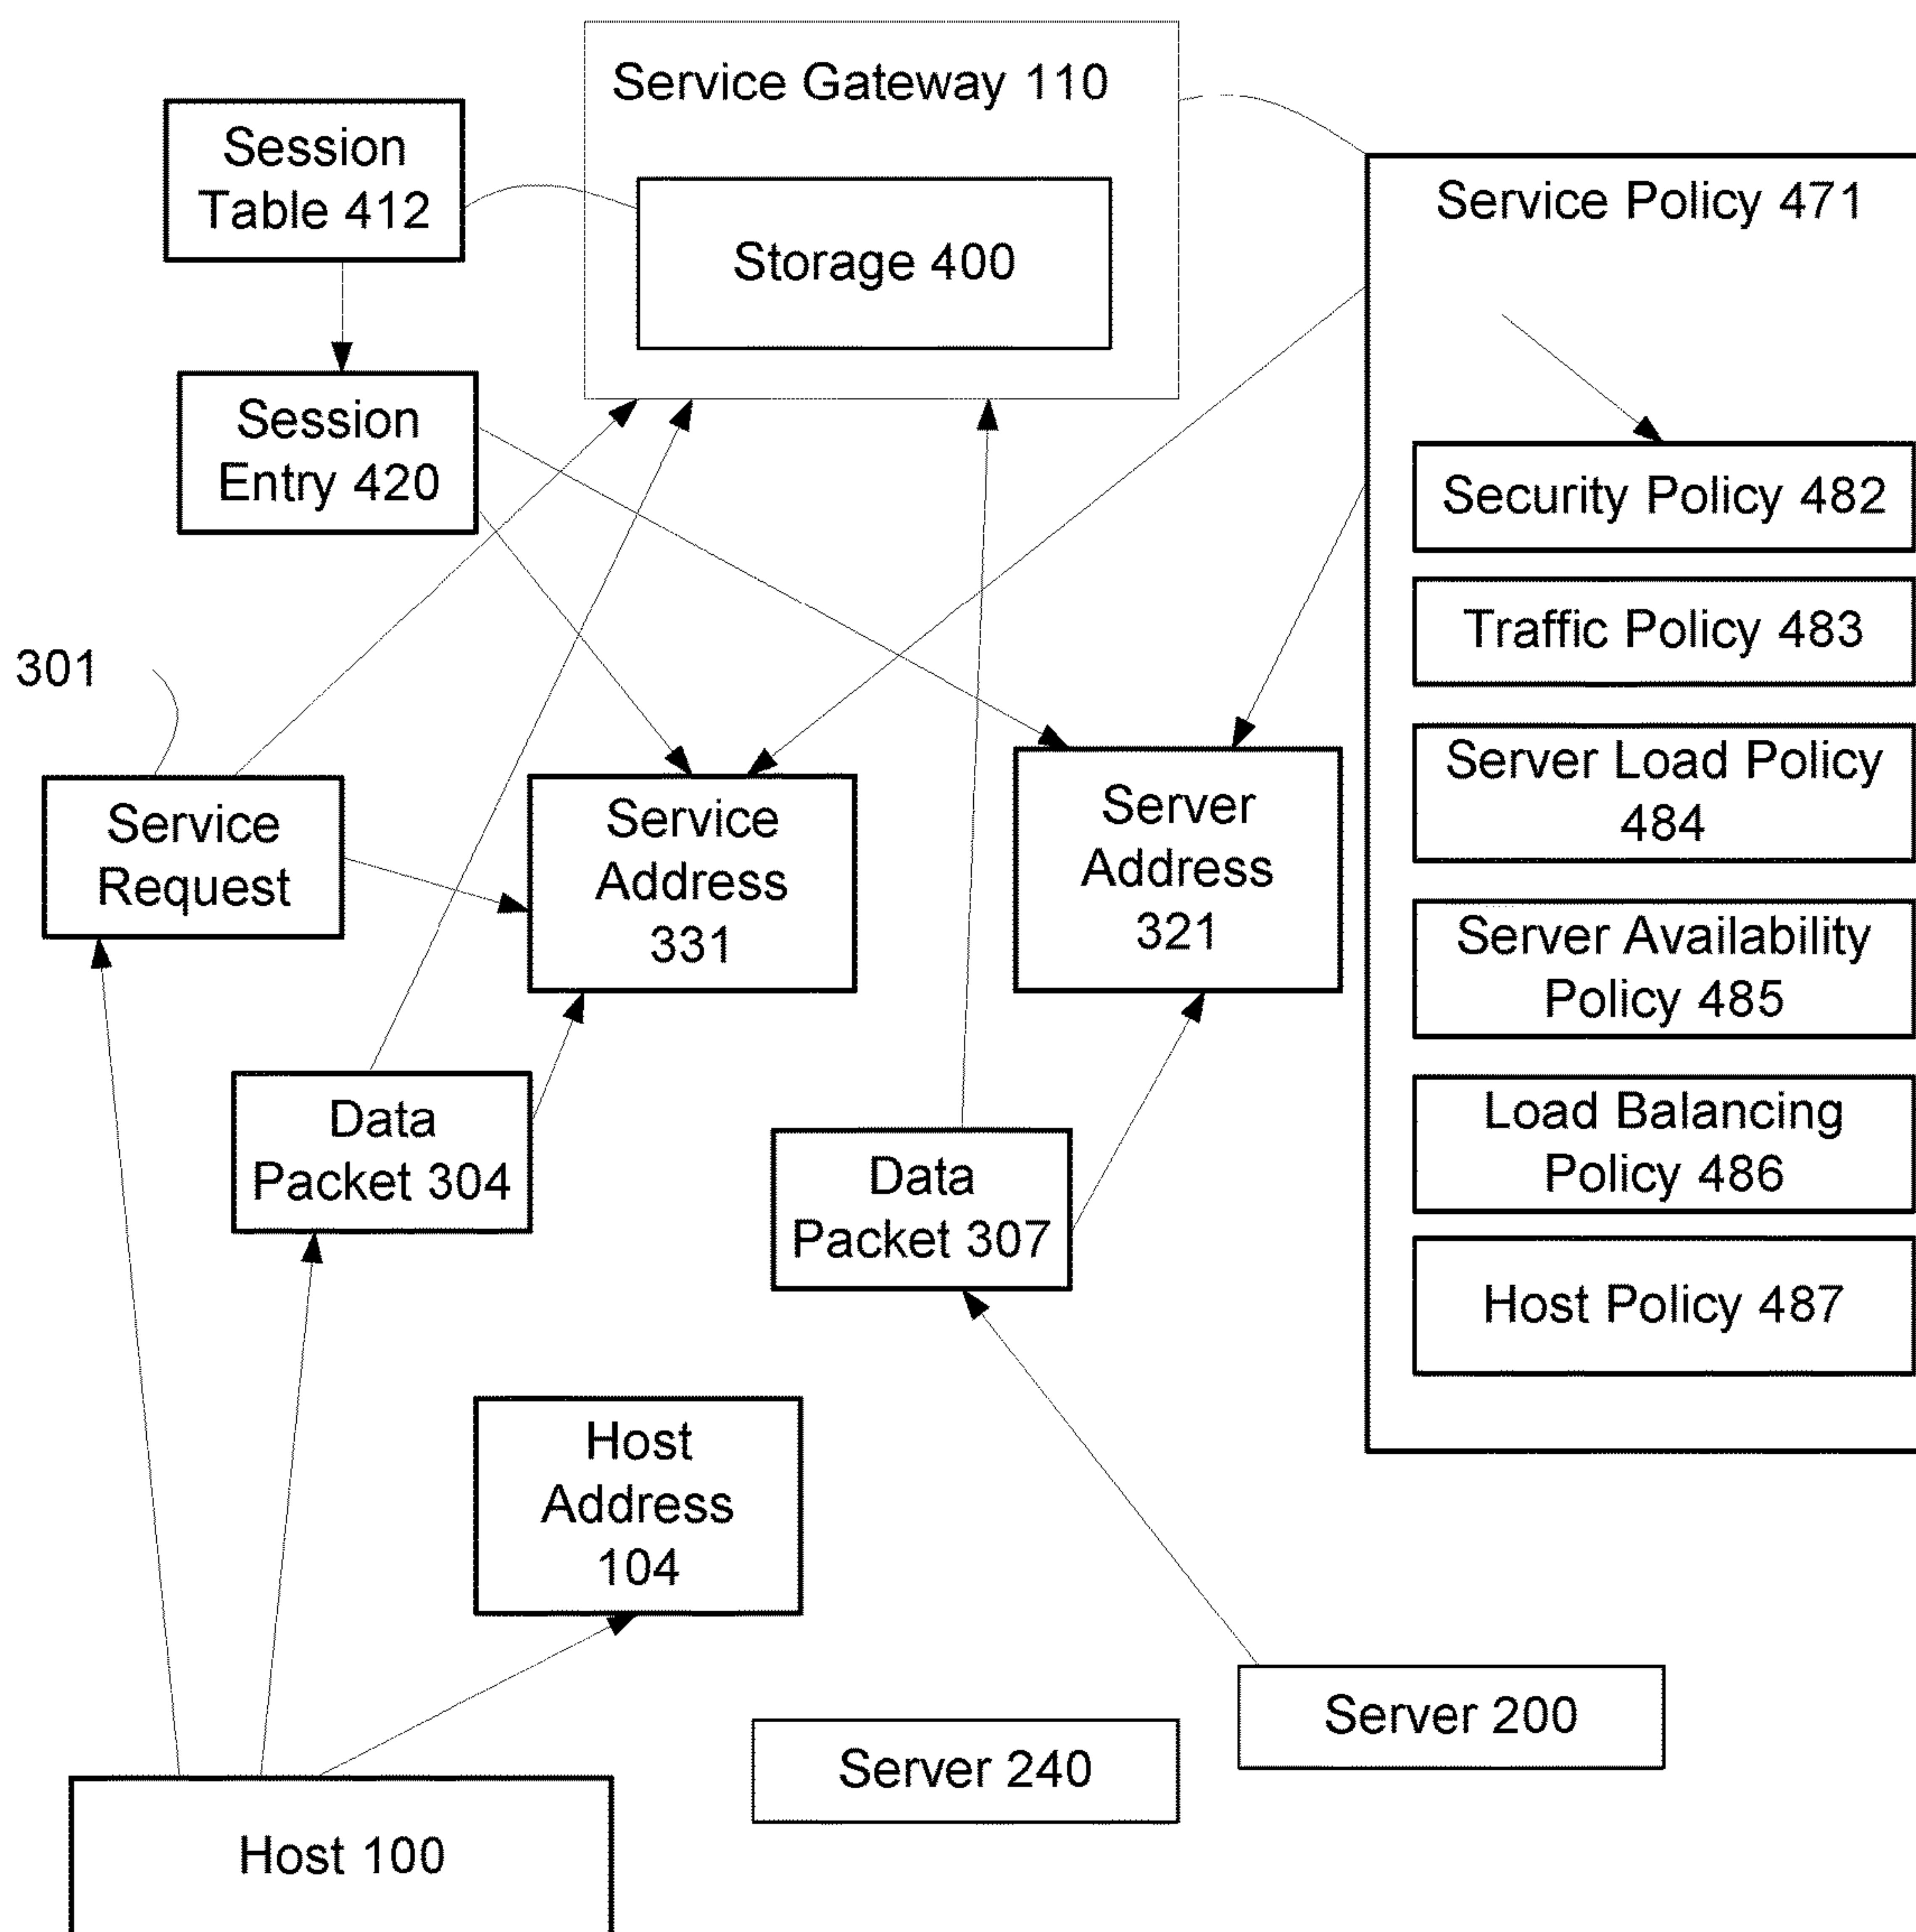 Service Gateway 110
Session
Table 412
Storage 400
Service Policy 471
Session
Entry 420
Security Policy 482
Traffic Policy 483
301
Server Load Policy
484
Service
Request
Service
Address
331
Server
Address
321
Server Availability
Policy 485
Data
Packet 304
Data
Packet 307
Load Balancing
Policy 486
Host Policy 487
Host
Address
104
Server 200
Server 240
Host 100